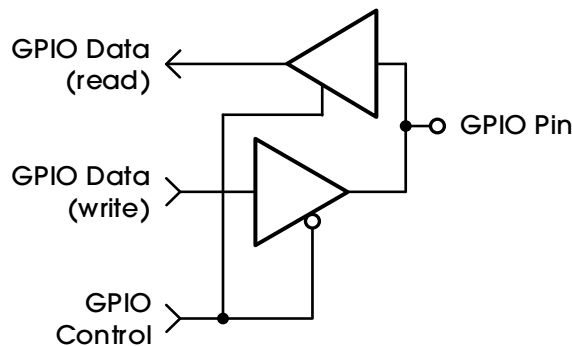 GPIO Data
(read)
GPIO Pin
GPIO Data
(write)
GPIO
Control